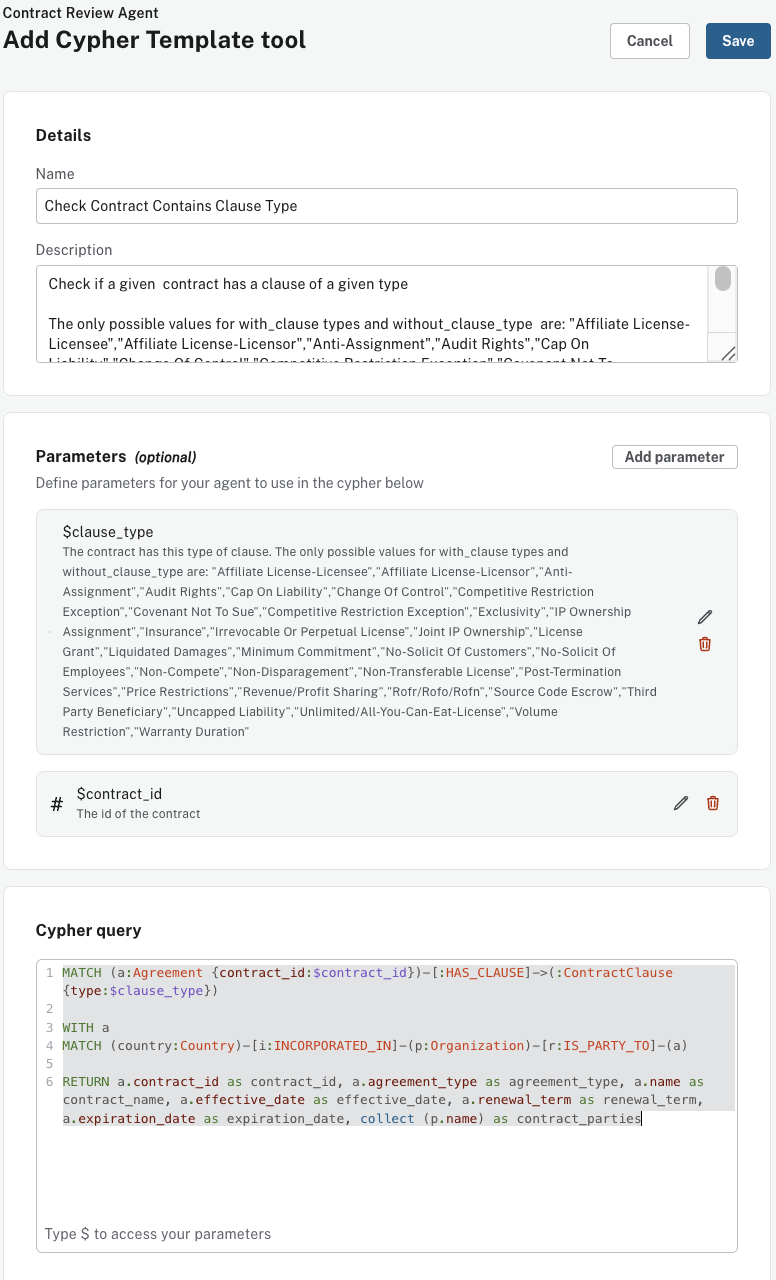 Contract Review Agent
Add Cypher Template tool
Cancel
Save
Details
Name
Check Contract Contains Clause Type
Description
Check if a given  contract has a clause of a given type
The only possible values for with_clause types and without_clause_type  are: "Affiliate License-
Licensee","Affiliate License-Licensor","Anti-Assignment","Audit Rights","Cap On
Liability","Change Of Control","Competitive Restriction Exception","Covenant Not To
Parameters (optional)
Add parameter
Define parameters for your agent to use in the cypher below
$clause_type
The contract has this type of clause. The only possible values for with_clause types and
without_clause_type are: "Affiliate License-Licensee","Affiliate License-Licensor","Anti-
Assignment","Audit Rights","Cap On Liability","Change Of Control","Competitive Restriction
Exception","Covenant Not To Sue","Competitive Restriction Exception","Exclusivity","IP Ownership
Assignment","Insurance","Irrevocable Or Perpetual License","Joint IP Ownership","License
Grant","Liquidated Damages","Minimum Commitment","No-Solicit Of Customers","No-Solicit Of
Employees","Non-Compete","Non-Disparagement","Non-Transferable License","Post-Termination
Services","Price Restrictions","Revenue/Profit Sharing","Rofr/Rofo/Rofn","Source Code Escrow","Third
Party Beneficiary","Uncapped Liability","Unlimited/All-You-Can-Eat-License","Volume
Restriction","Warranty Duration"
# $contract_id
The id of the contract
Cypher query
1 MATCH (a:Agreement {contract_id:$contract_id})-[:HAS_CLAUSE]->(:ContractClause
{type:$clause_type})
2
3 WITH a
4 MATCH (country:Country)-[i:INCORPORATED_IN]-(p:Organization)-[r:IS_PARTY_TO]-(a)
5
6 RETURN a.contract_id as contract_id, a.agreement_type as agreement_type, a.name as
contract_name, a.effective_date as effective_date, a.renewal_term as renewal_term,
a.expiration_date as expiration_date, collect (p.name) as contract_parties
Type $ to access your parameters